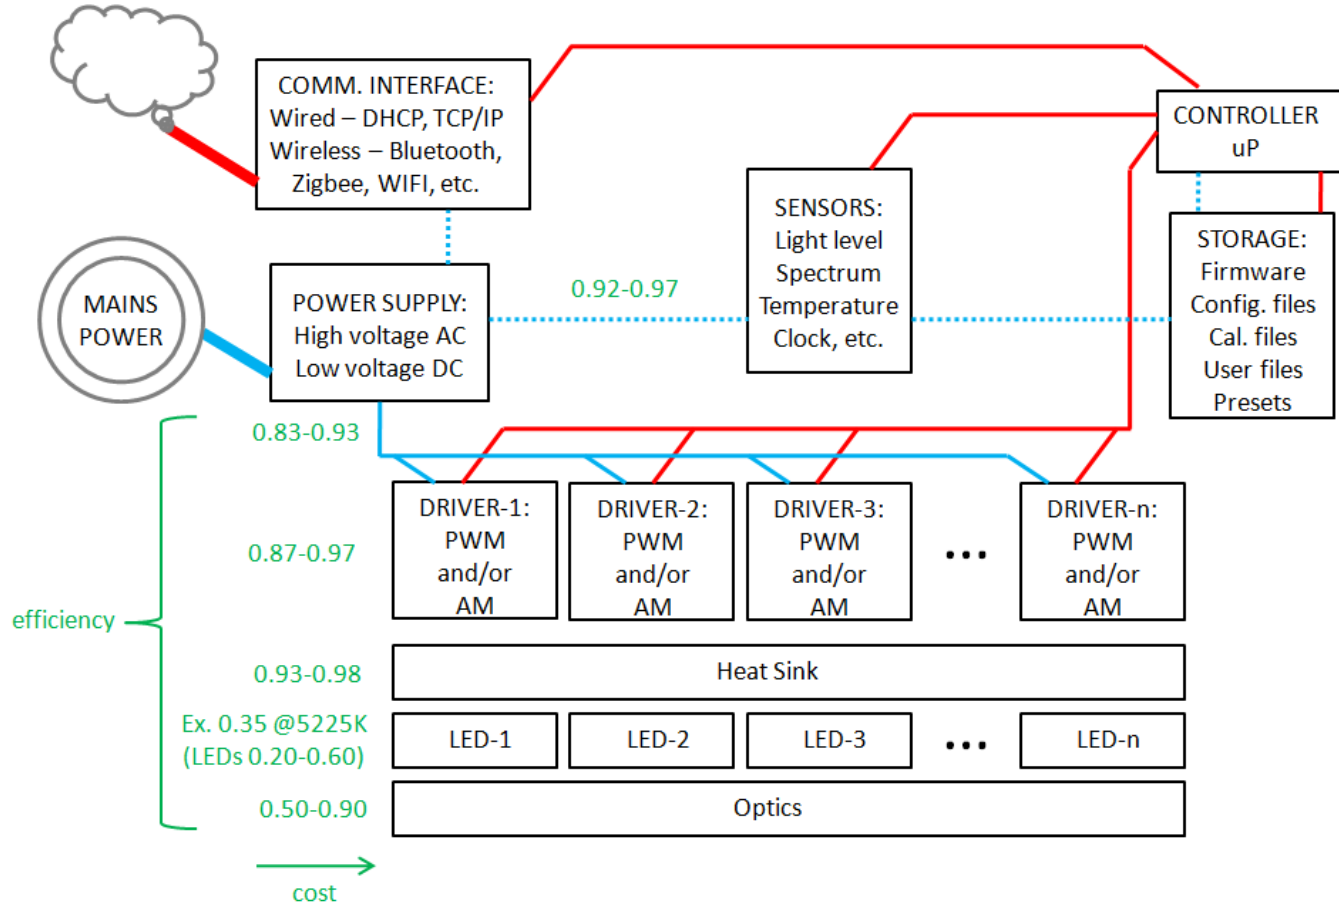 COMM. INTERFACE:
Wired – DHCP, TCP/IP
Wireless – Bluetooth,
Zigbee, WIFI, etc.
CONTROLLER
uP
SENSORS:
Light level
Spectrum
Temperature
Clock, etc.
STORAGE:
Firmware
Config. files
Cal. files
User files
Presets
MAINS
POWER
POWER SUPPLY:
High voltage AC
Low voltage DC
0.92-0.97
0.83-0.93
DRIVER-1:
PWM
and/or
AM
DRIVER-2:
PWM
and/or
AM
DRIVER-3:
PWM
and/or
AM
...
DRIVER-n:
PWM
and/or
AM
0.87-0.97
efficiency
0.93-0.98
Heat Sink
Ex. 0.35 @5225K
(LEDs 0.20-0.60)
LED-1
LED-2
LED-3
...
LED-n
0.50-0.90
Optics
cost